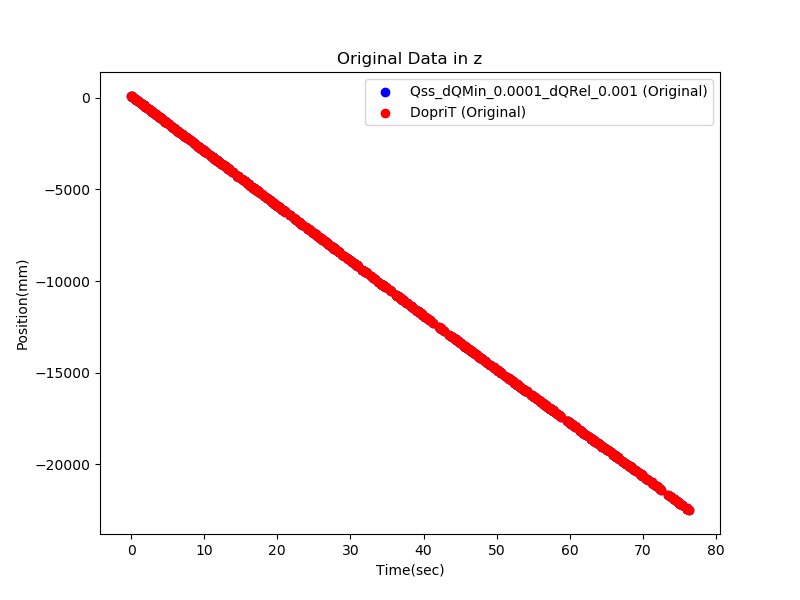 Original Data in z
Qss_dQMin_0.0001_dQRel_0.001 (Original)
DopriT (Original)
Position(mm)
0
−5000
−10000
−15000
−20000
0 10 20 30 40 50 60 70 80
Time(sec)